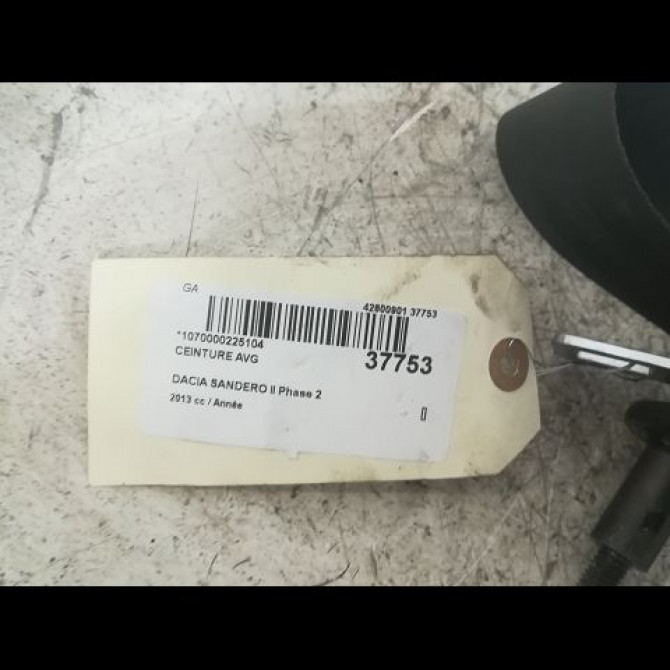 GA
42800901 37753
*1070000225104
CEINTURE AVG
37753
DACIA SANDERO II Phase 2
2013 cc / Année